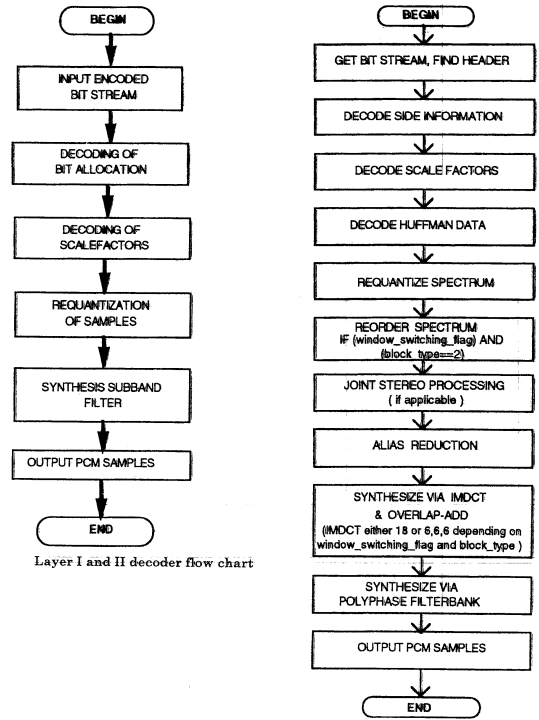 BEGIN
INPUT ENCODED
BIT STREAM
DECODING OF
BIT ALLOCATION
DECODING OF
SCALEFACTORS
REQUANTIZATION
OF SAMPLES
SYNTHESIS SUBBAND
FILTER
OUTPUT PCM SAMPLES
END
Layer I and II decoder flow chart
BEGIN
GET BIT STREAM, FIND HEADER
DECODE SIDE INFORMATION
DECODE SCALE FACTORS
DECODE HUFFMAN DATA
REQUANTIZE SPECTRUM
REORDER SPECTRUM
IF (window_switching_flag) AND
(block_type==2)
JOINT STEREO PROCESSING
( if applicable )
ALIAS REDUCTION
SYNTHESIZE VIA IMDCT
& OVERLAP-ADD
(IMDCT either 18 or 6,6,6 depending on
window_switching_flag and block_type )
SYNTHESIZE VIA
POLYPHASE FILTERBANK
OUTPUT PCM SAMPLES
END